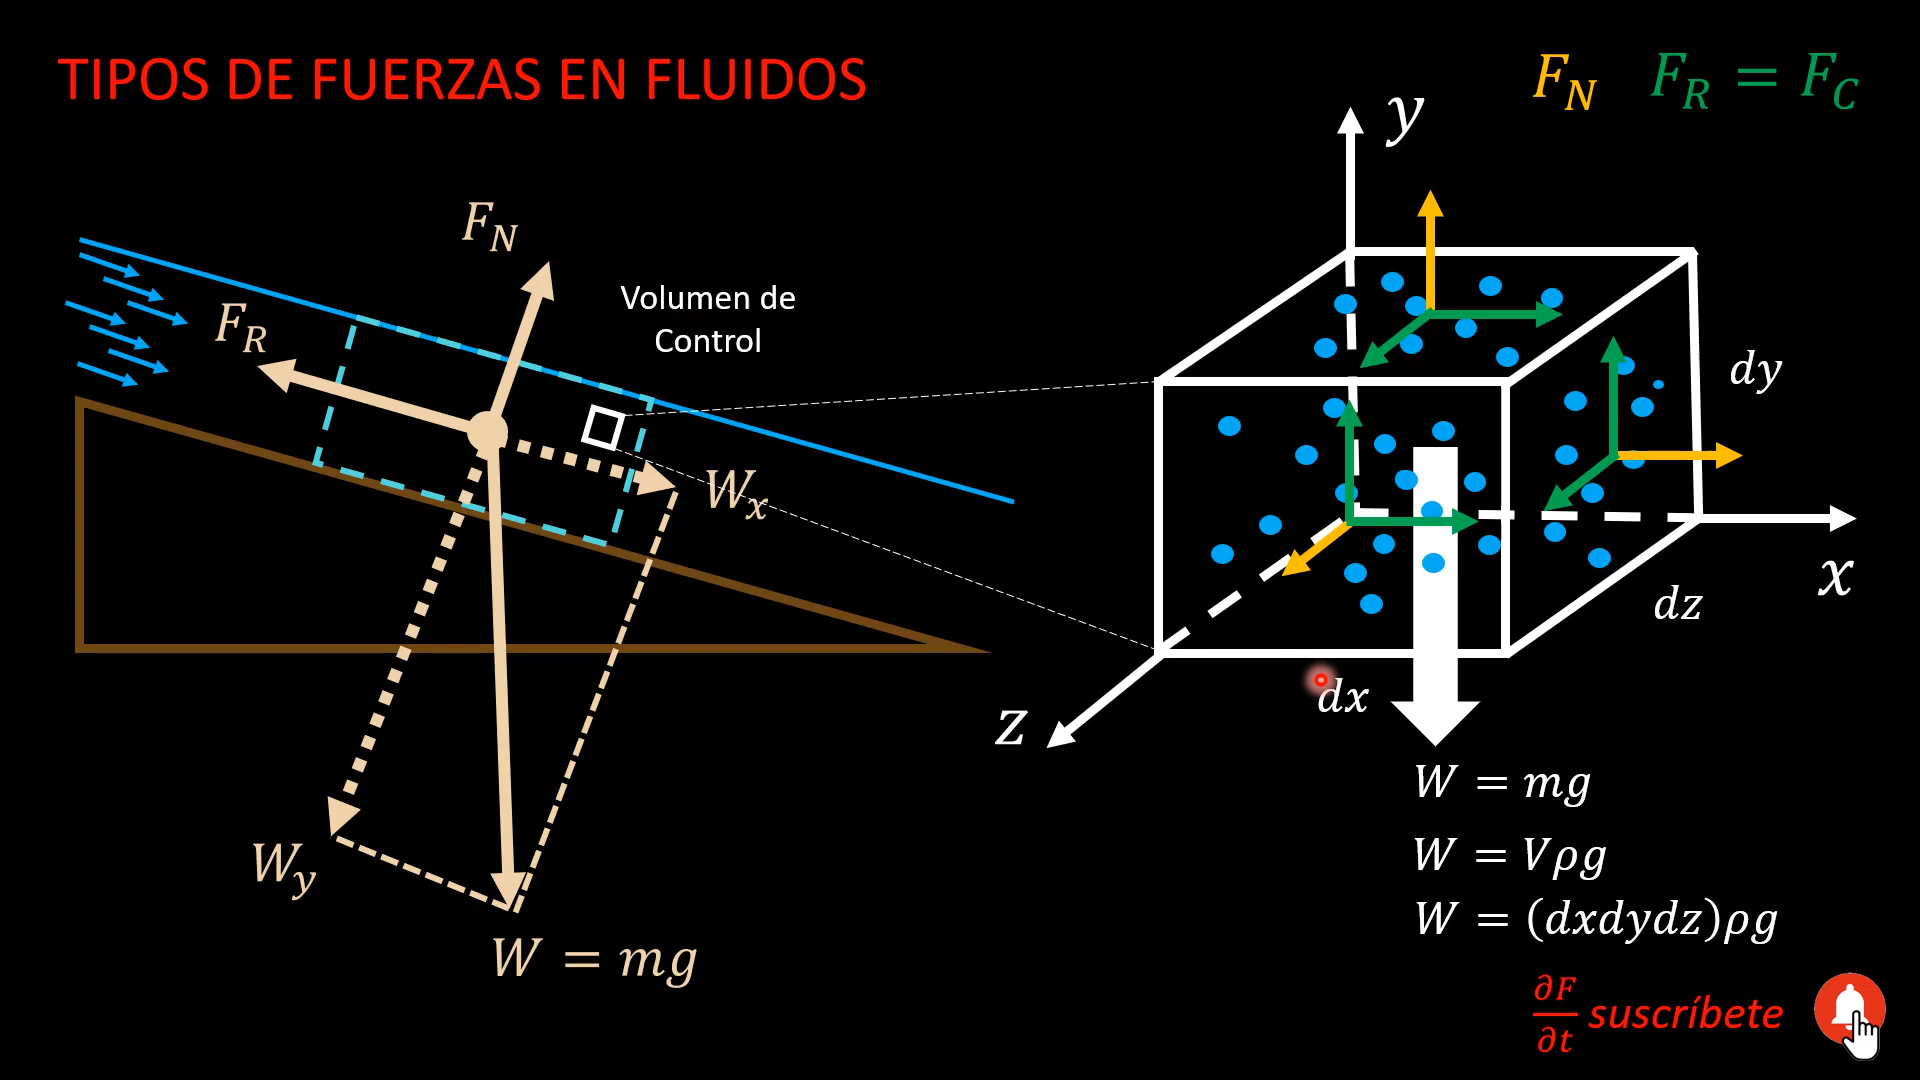 TIPOS DE FUERZAS EN FLUIDOS
F_N F_R = F_C
y
F_N
Volumen de
Control
F_R
dy
W_x
x
dz
dx
z
W = mg
W_y
W = Vρg
W = (dxdydz)ρg
W = mg
∂F/∂t suscríbete